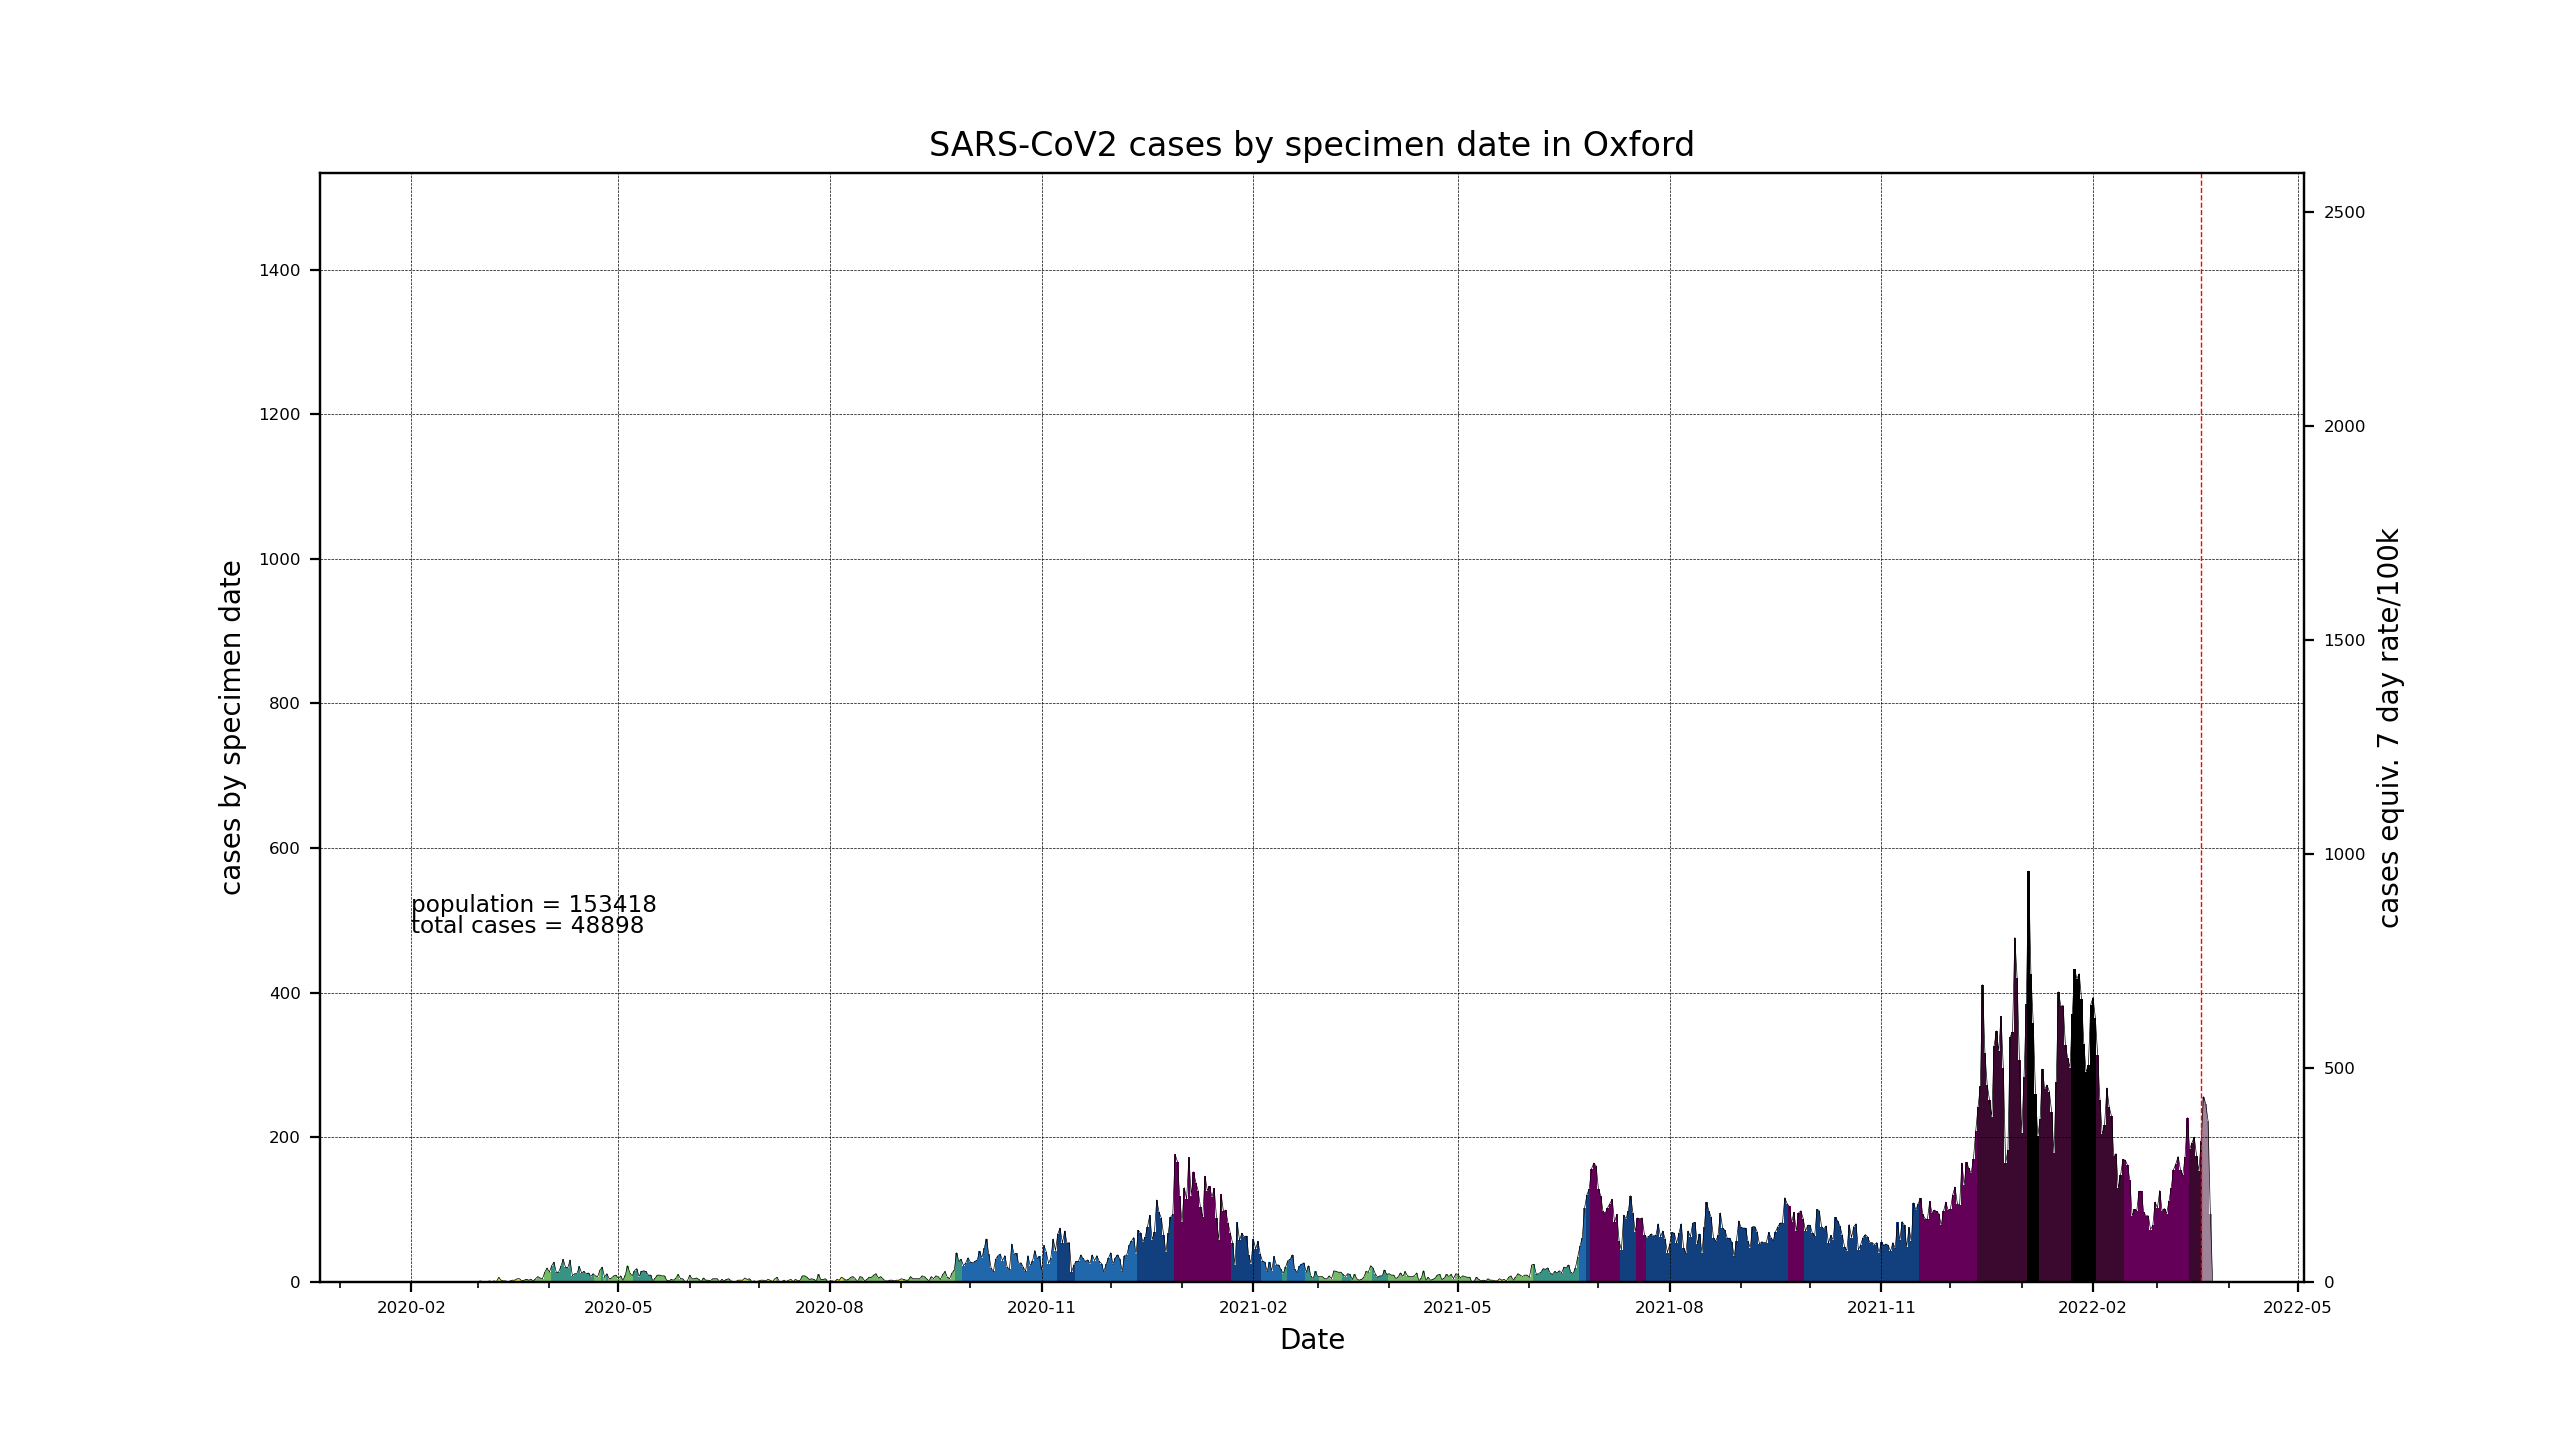 SARS-CoV2 cases by specimen date in Oxford
cases by specimen date
1400
1200
1000
800
600
400
200
0
population = 153418
total cases = 48898
2500
2000
1500
1000
500
0
cases equiv. 7 day rate/100k
2020-02 2020-05 2020-08 2020-11 2021-02 2021-05 2021-08 2021-11 2022-02 2022-05
Date